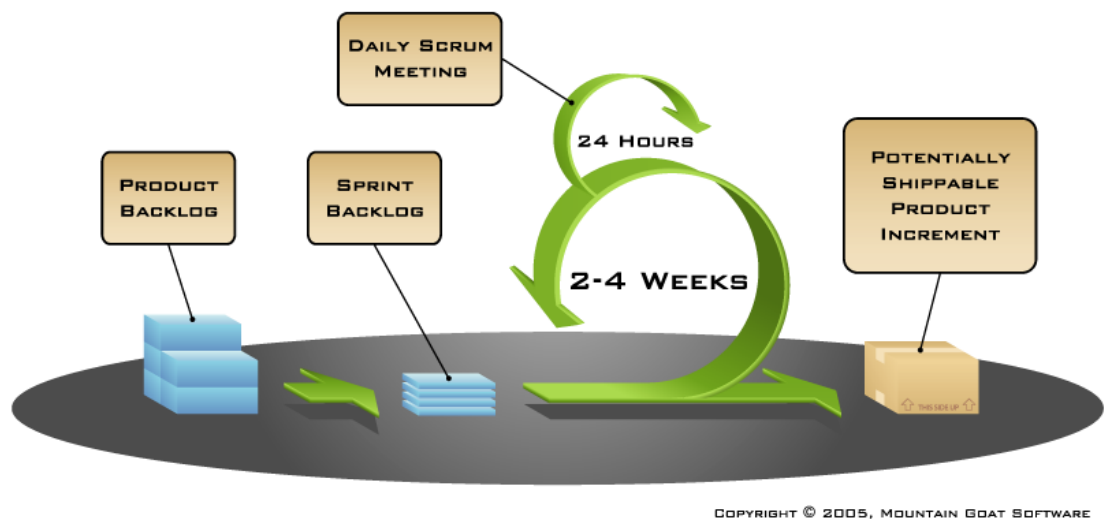 Daily Scrum
Meeting
24 Hours
Product
Backlog
Sprint
Backlog
Potentially
Shippable
Product
Increment
2-4 Weeks
THIS SIDE UP
Copyright © 2005, Mountain Goat Software